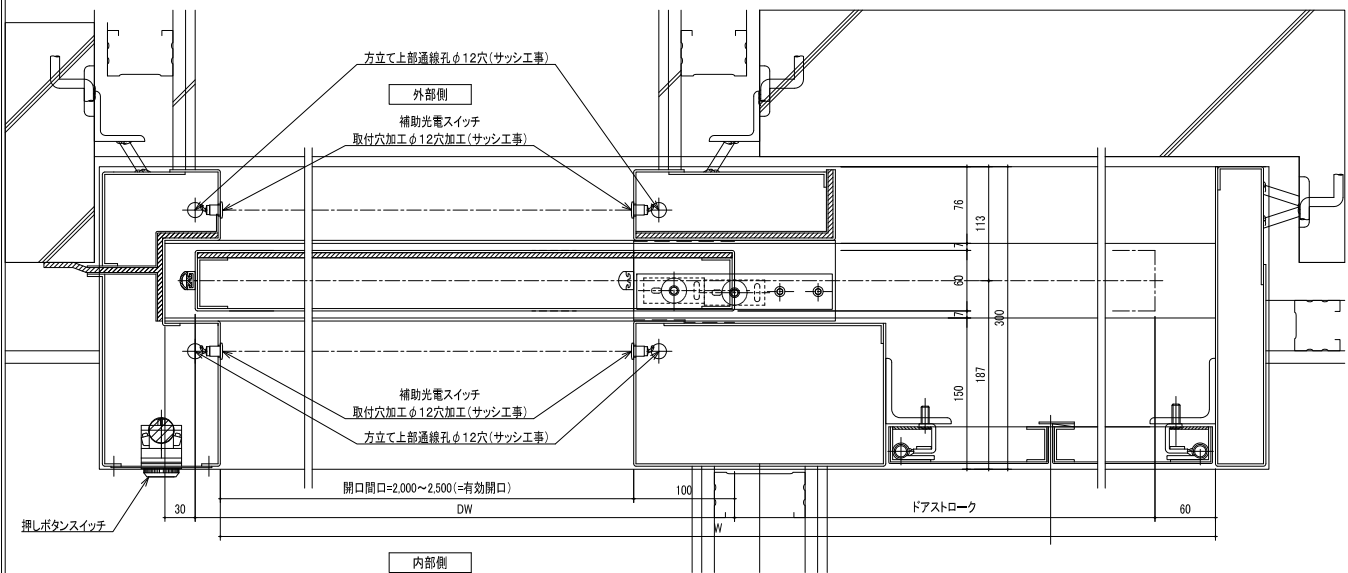 方立て上部通線孔φ12穴(サッシ工事)
外部側
補助光電スイッチ
取付穴加工φ12穴加工(サッシ工事)
76
113
7
60
300
7
187
150
補助光電スイッチ
取付穴加工φ12穴加工(サッシ工事)
方立て上部通線孔φ12穴(サッシ工事)
開口間口=2,000～2,500(=有効開口)
100
30
DW
ドアストローク
60
押しボタンスイッチ
W
内部側